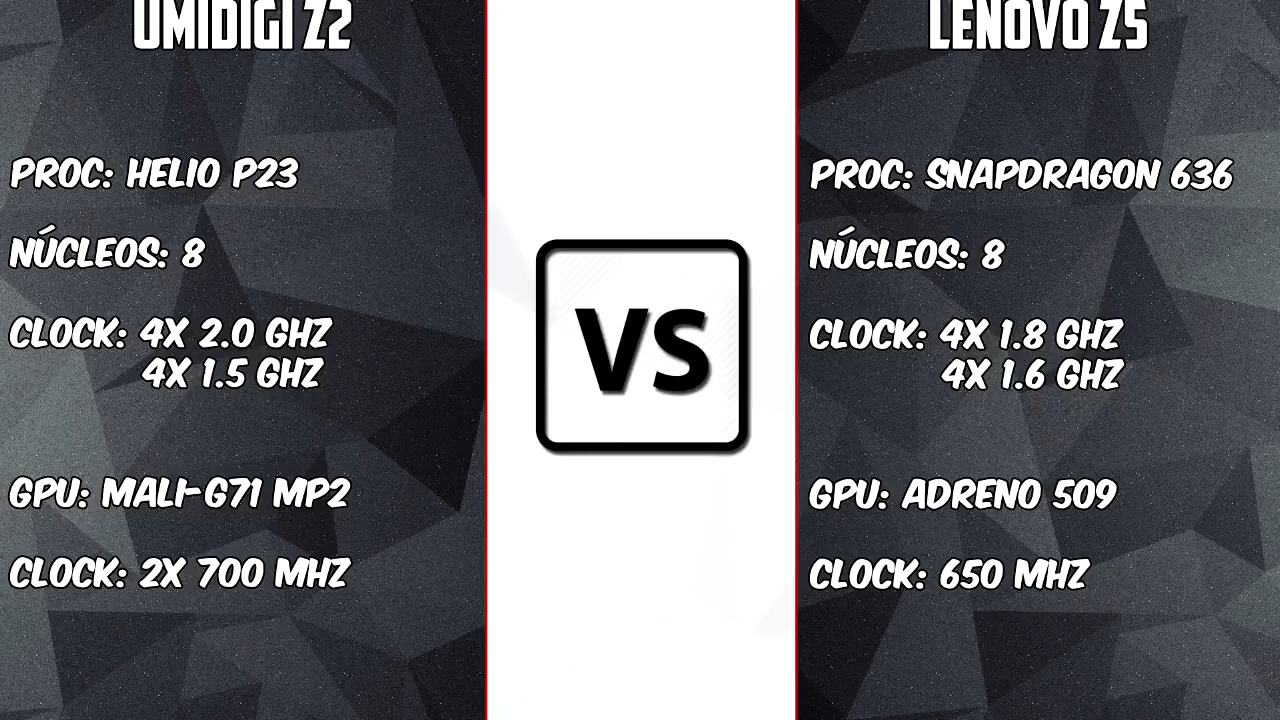 UMIDIGI Z2
PROC: HELIO P23
NÚCLEOS: 8
CLOCK: 4X 2.0 GHZ
4X 1.5 GHZ
GPU: MALI-G71 MP2
CLOCK: 2X 700 MHZ
VS
LENOVO Z5
PROC: SNAPDRAGON 636
NÚCLEOS: 8
CLOCK: 4X 1.8 GHZ
4X 1.6 GHZ
GPU: ADRENO 509
CLOCK: 650 MHZ